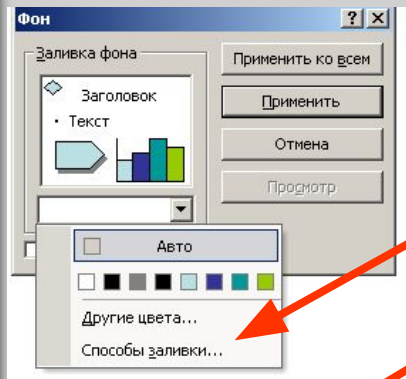 Фон
Заливка фона
Заголовок
• Текст
Применить ко всем
Применить
Отмена
Просмотр
Авто
Другие цвета...
Способы заливки...